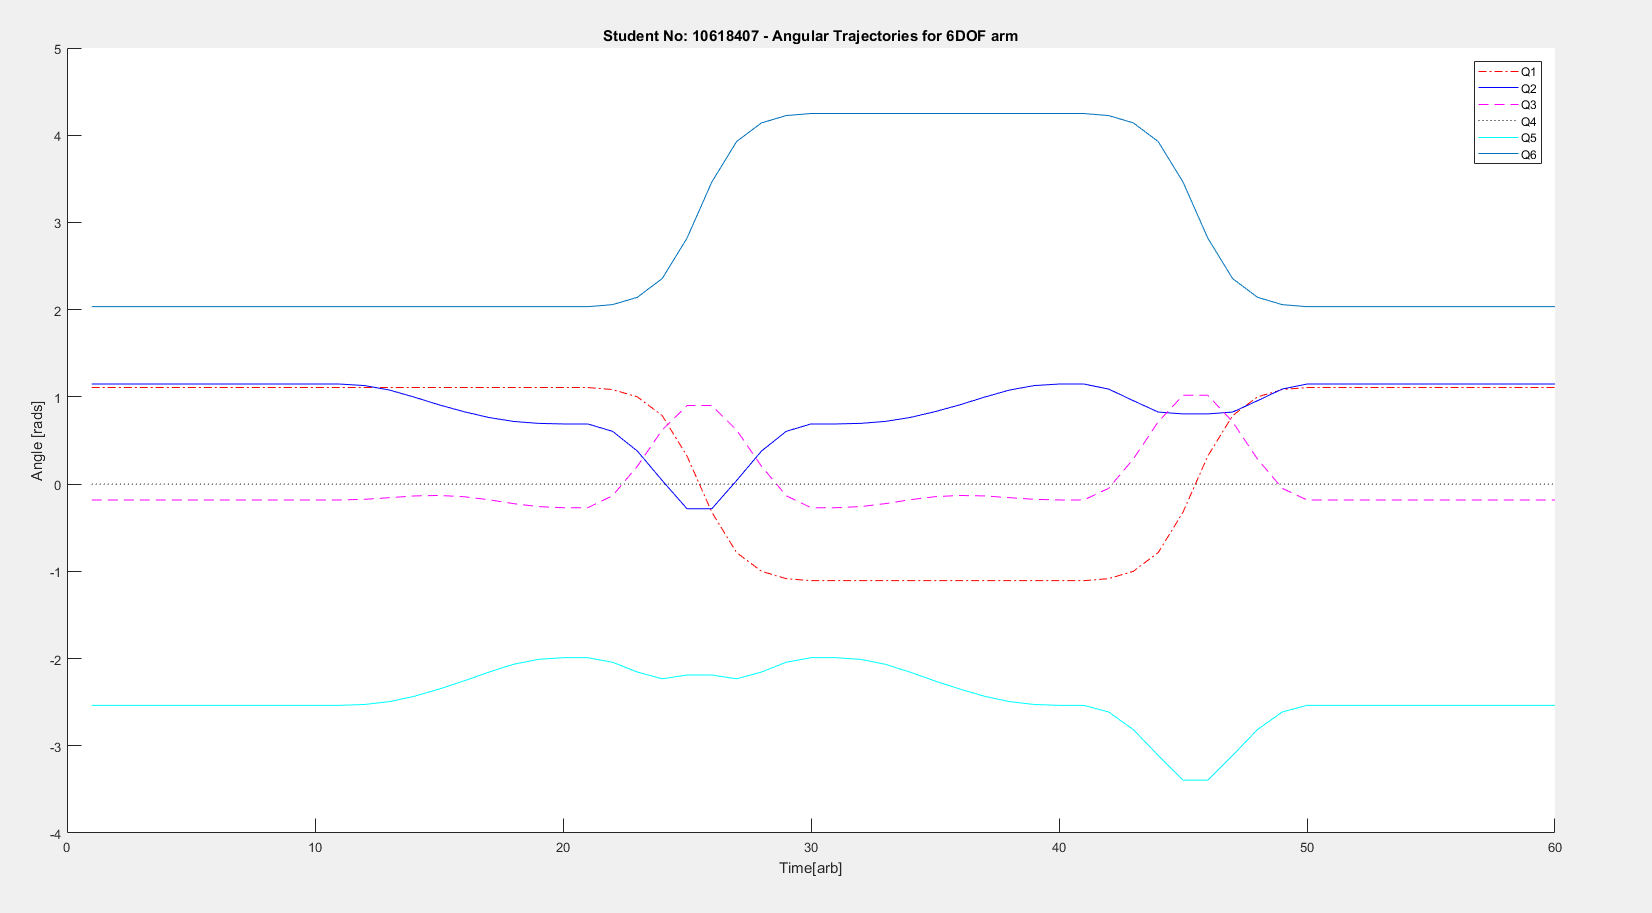 Student No: 10618407 - Angular Trajectories for 6DOF arm
5
4
3
2
1
0
-1
-2
-3
-4
Angle [rads]
Q1
Q2
Q3
Q4
Q5
Q6
0 10 20 30 40 50 60
Time[arb]